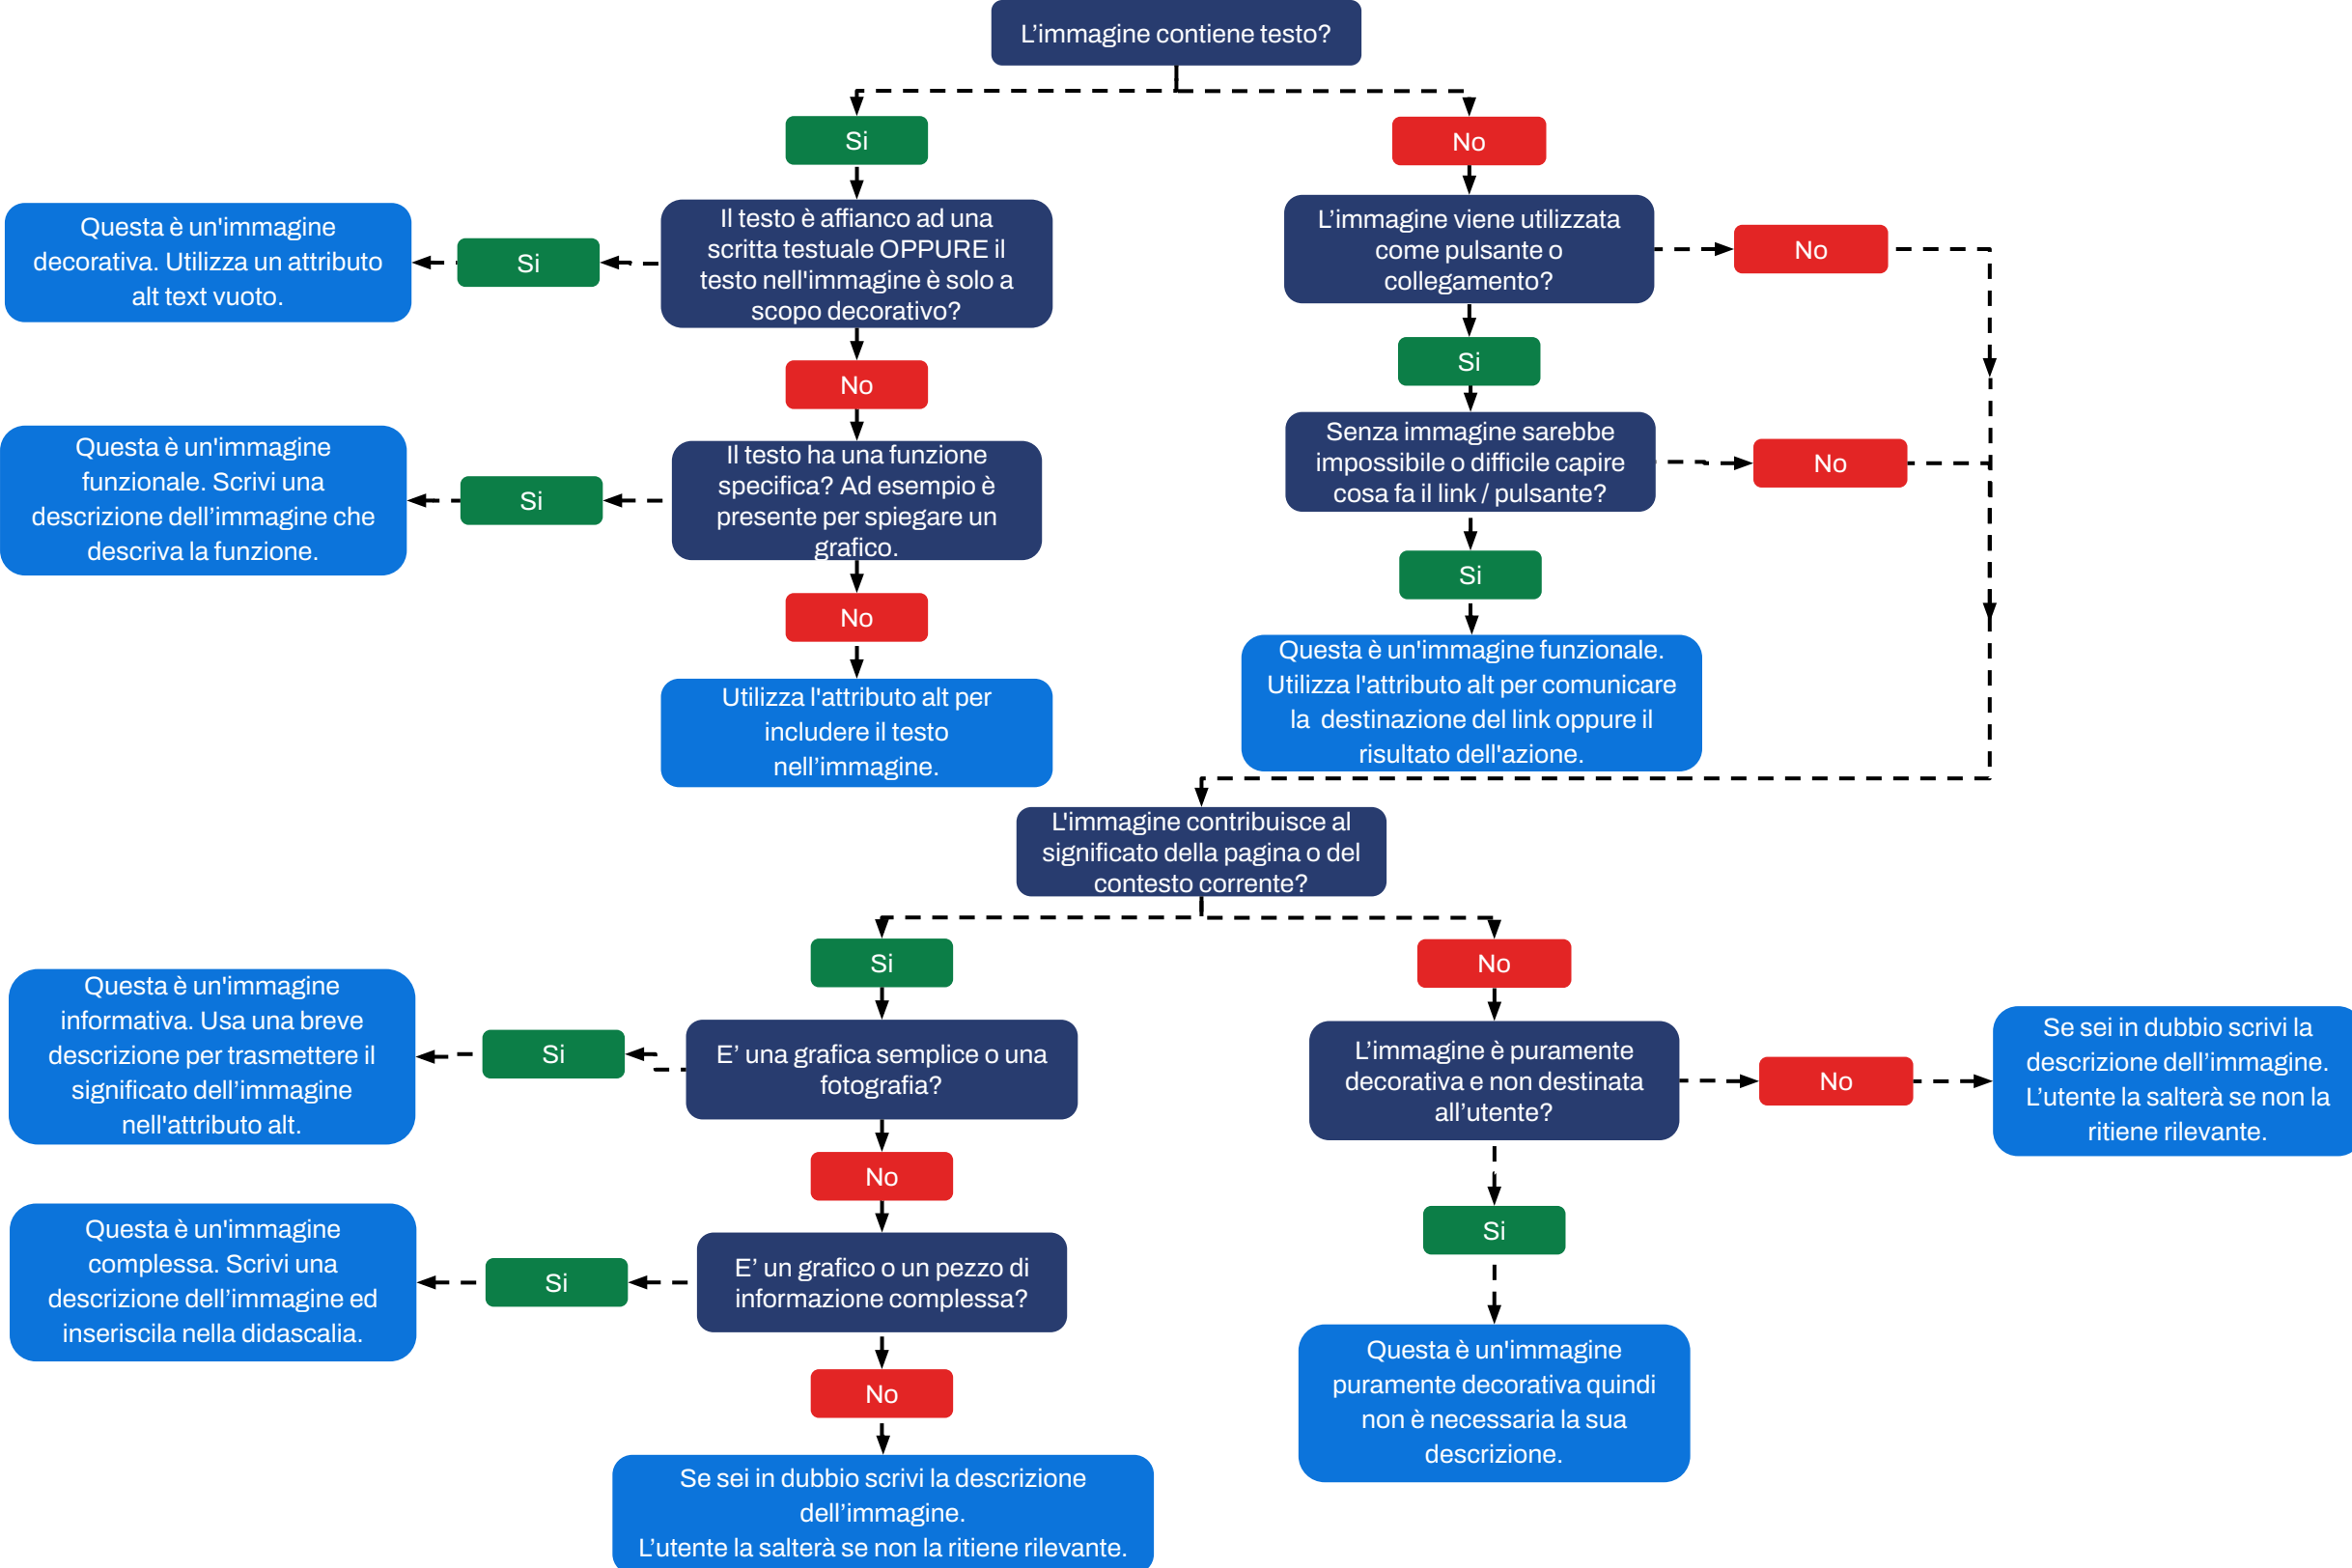 L’immagine contiene testo?
Si
No
Il testo è affianco ad una
scritta testuale OPPURE il
testo nell'immagine è solo a
scopo decorativo?
Si
Questa è un'immagine
decorativa. Utilizza un attributo
alt text vuoto.
No
Il testo ha una funzione
specifica? Ad esempio è
presente per spiegare un
grafico.
Si
Questa è un'immagine
funzionale. Scrivi una
descrizione dell’immagine che
descriva la funzione.
No
Utilizza l'attributo alt per
includere il testo
nell’immagine.
L’immagine viene utilizzata
come pulsante o
collegamento?
No
Si
Senza immagine sarebbe
impossibile o difficile capire
cosa fa il link / pulsante?
No
Si
Questa è un'immagine funzionale.
Utilizza l'attributo alt per comunicare
la  destinazione del link oppure il
risultato dell'azione.
L'immagine contribuisce al
significato della pagina o del
contesto corrente?
Si
No
E’ una grafica semplice o una
fotografia?
Si
Questa è un'immagine
informativa. Usa una breve
descrizione per trasmettere il
significato dell’immagine
nell'attributo alt.
No
E’ un grafico o un pezzo di
informazione complessa?
Si
Questa è un'immagine
complessa. Scrivi una
descrizione dell’immagine ed
inseriscila nella didascalia.
No
Se sei in dubbio scrivi la descrizione
dell’immagine.
L’utente la salterà se non la ritiene rilevante.
L’immagine è puramente
decorativa e non destinata
all’utente?
No
Se sei in dubbio scrivi la
descrizione dell’immagine.
L’utente la salterà se non la
ritiene rilevante.
Si
Questa è un'immagine
puramente decorativa quindi
non è necessaria la sua
descrizione.